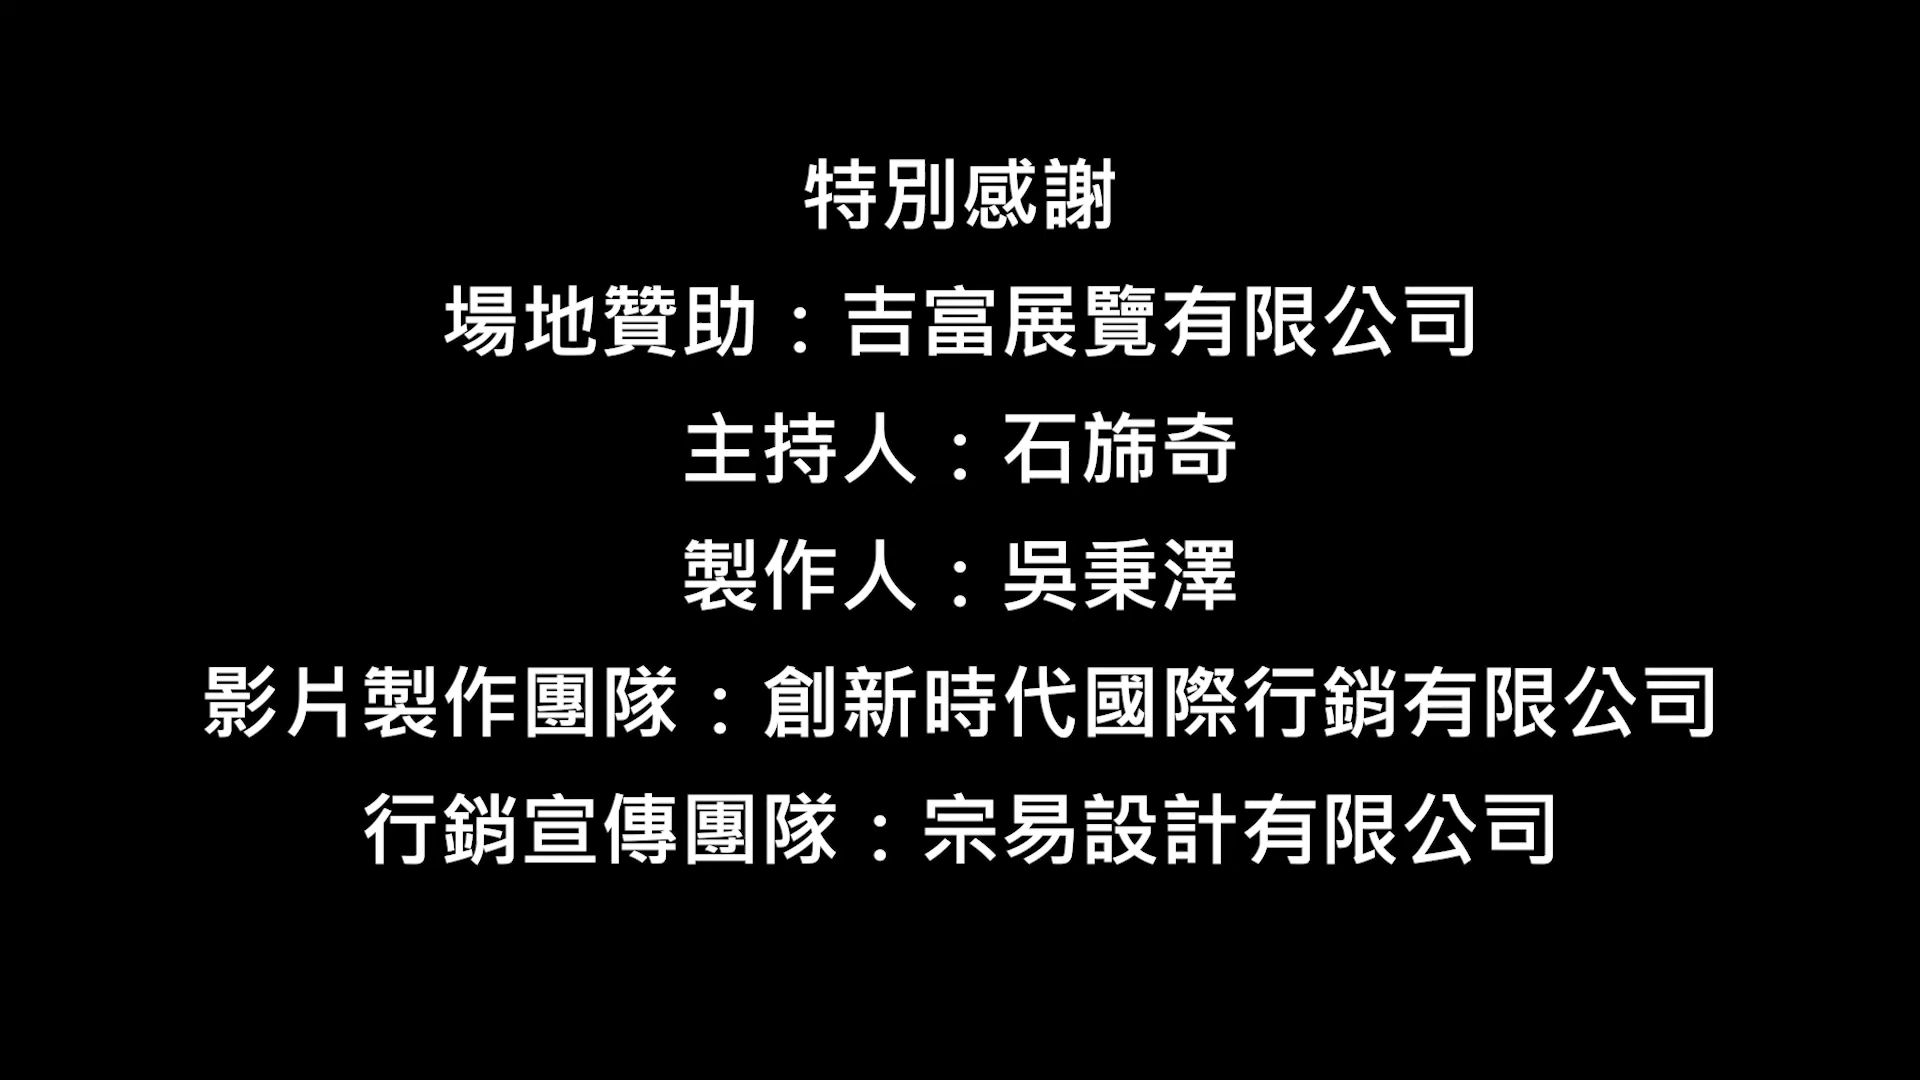 特別感謝
場地贊助：吉富展覽有限公司
主持人：石旆奇
製作人：吳秉澤
影片製作團隊：創新時代國際行銷有限公司
行銷宣傳團隊：宗易設計有限公司